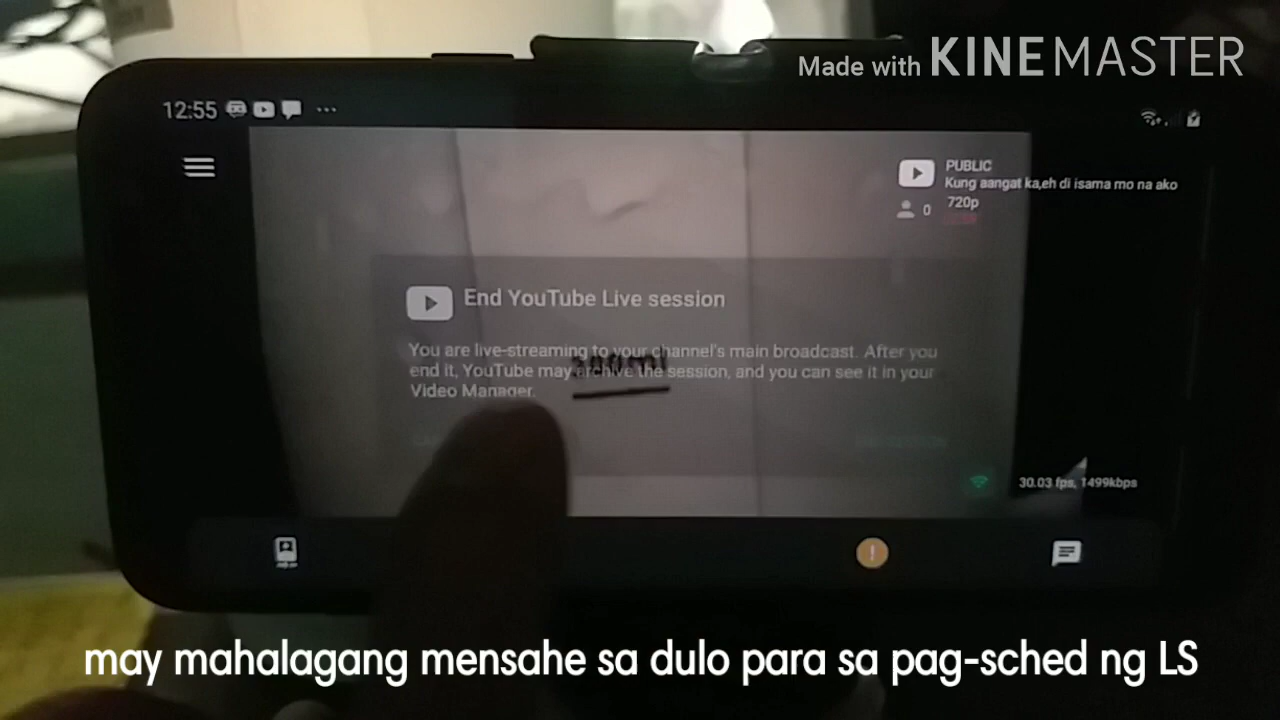 Made with KINEMASTER
12:55
PUBLIC
Kung aangat ka,eh di isama mo na ako
0
720p
End YouTube Live session
You are live-streaming to your channel's main broadcast. After you
end it, YouTube may archive the session, and you can see it in your
Video Manager.
30.03 fps, 1499kbps
may mahalagang mensahe sa dulo para sa pag-sched ng LS